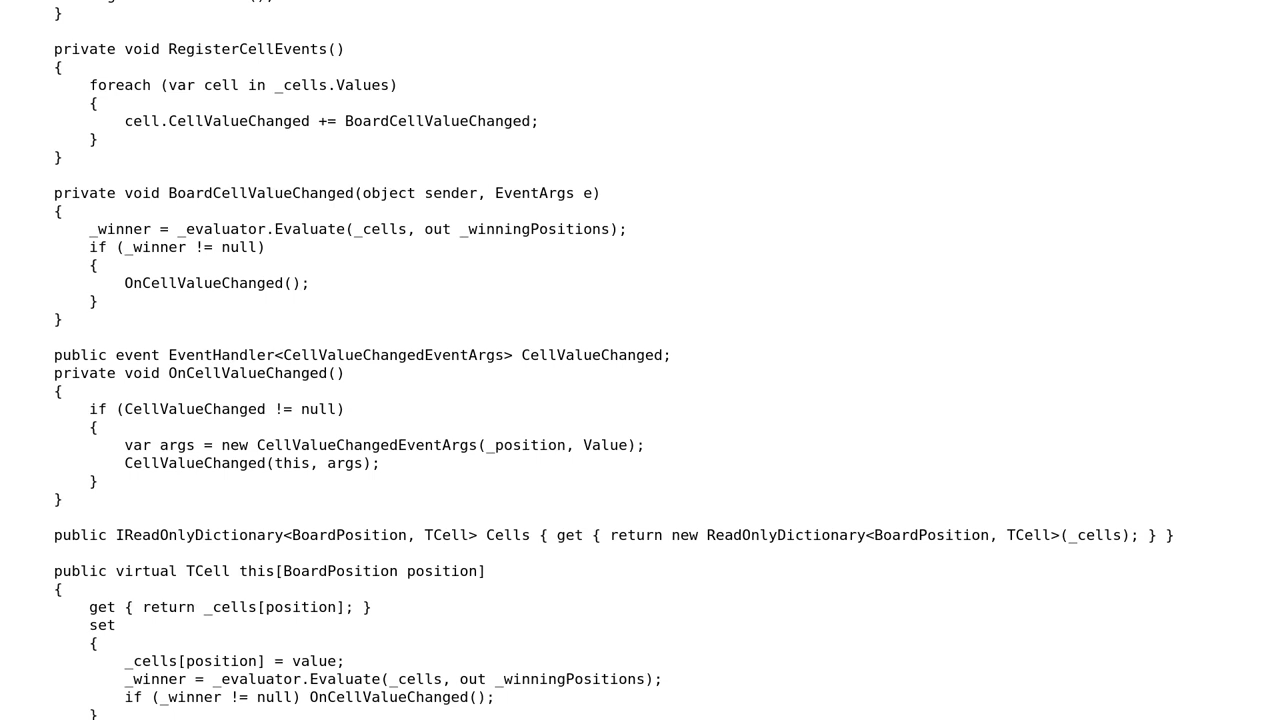 }
private void RegisterCellEvents()
{
    foreach (var cell in _cells.Values)
    {
        cell.CellValueChanged += BoardCellValueChanged;
    }
}
private void BoardCellValueChanged(object sender, EventArgs e)
{
    _winner = _evaluator.Evaluate(_cells, out _winningPositions);
    if (_winner != null)
    {
        OnCellValueChanged();
    }
}
public event EventHandler<CellValueChangedEventArgs> CellValueChanged;
private void OnCellValueChanged()
{
    if (CellValueChanged != null)
    {
        var args = new CellValueChangedEventArgs(_position, Value);
        CellValueChanged(this, args);
    }
}
public IReadOnlyDictionary<BoardPosition, TCell> Cells { get { return new ReadOnlyDictionary<BoardPosition, TCell>(_cells); } }
public virtual TCell this[BoardPosition position]
{
    get { return _cells[position]; }
    set
    {
        _cells[position] = value;
        _winner = _evaluator.Evaluate(_cells, out _winningPositions);
        if (_winner != null) OnCellValueChanged();
    }